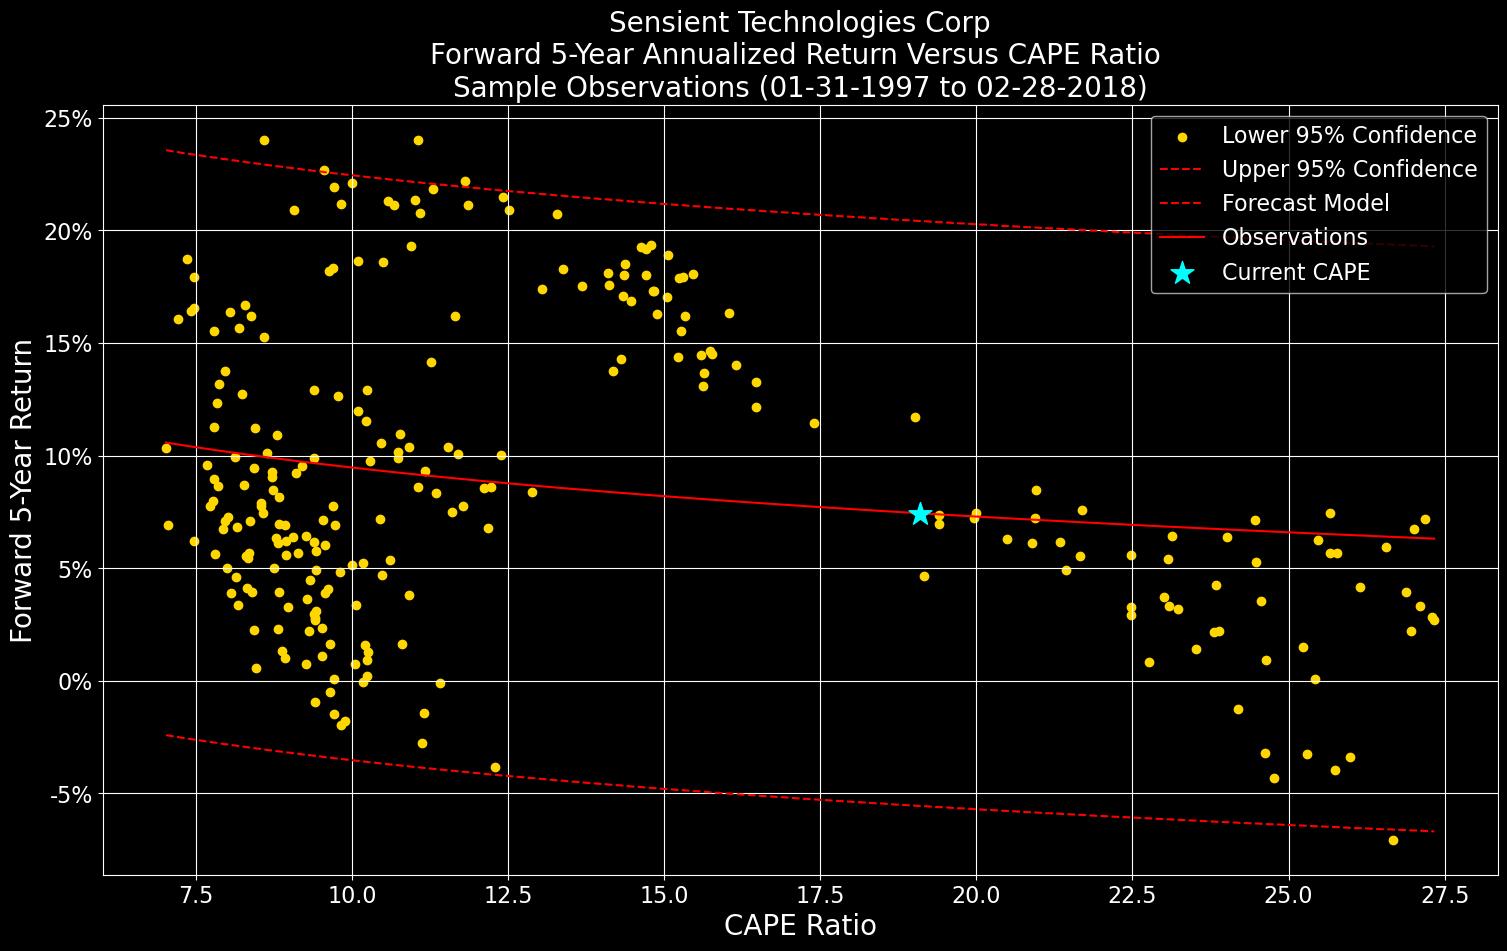 Sensient Technologies Corp
Forward 5-Year Annualized Return Versus CAPE Ratio
Sample Observations (01-31-1997 to 02-28-2018)
Forward 5-Year Return
25%
20%
15%
10%
5%
0%
-5%
Lower 95% Confidence
Upper 95% Confidence
Forecast Model
Observations
Current CAPE
7.5 10.0 12.5 15.0 17.5 20.0 22.5 25.0 27.5
CAPE Ratio